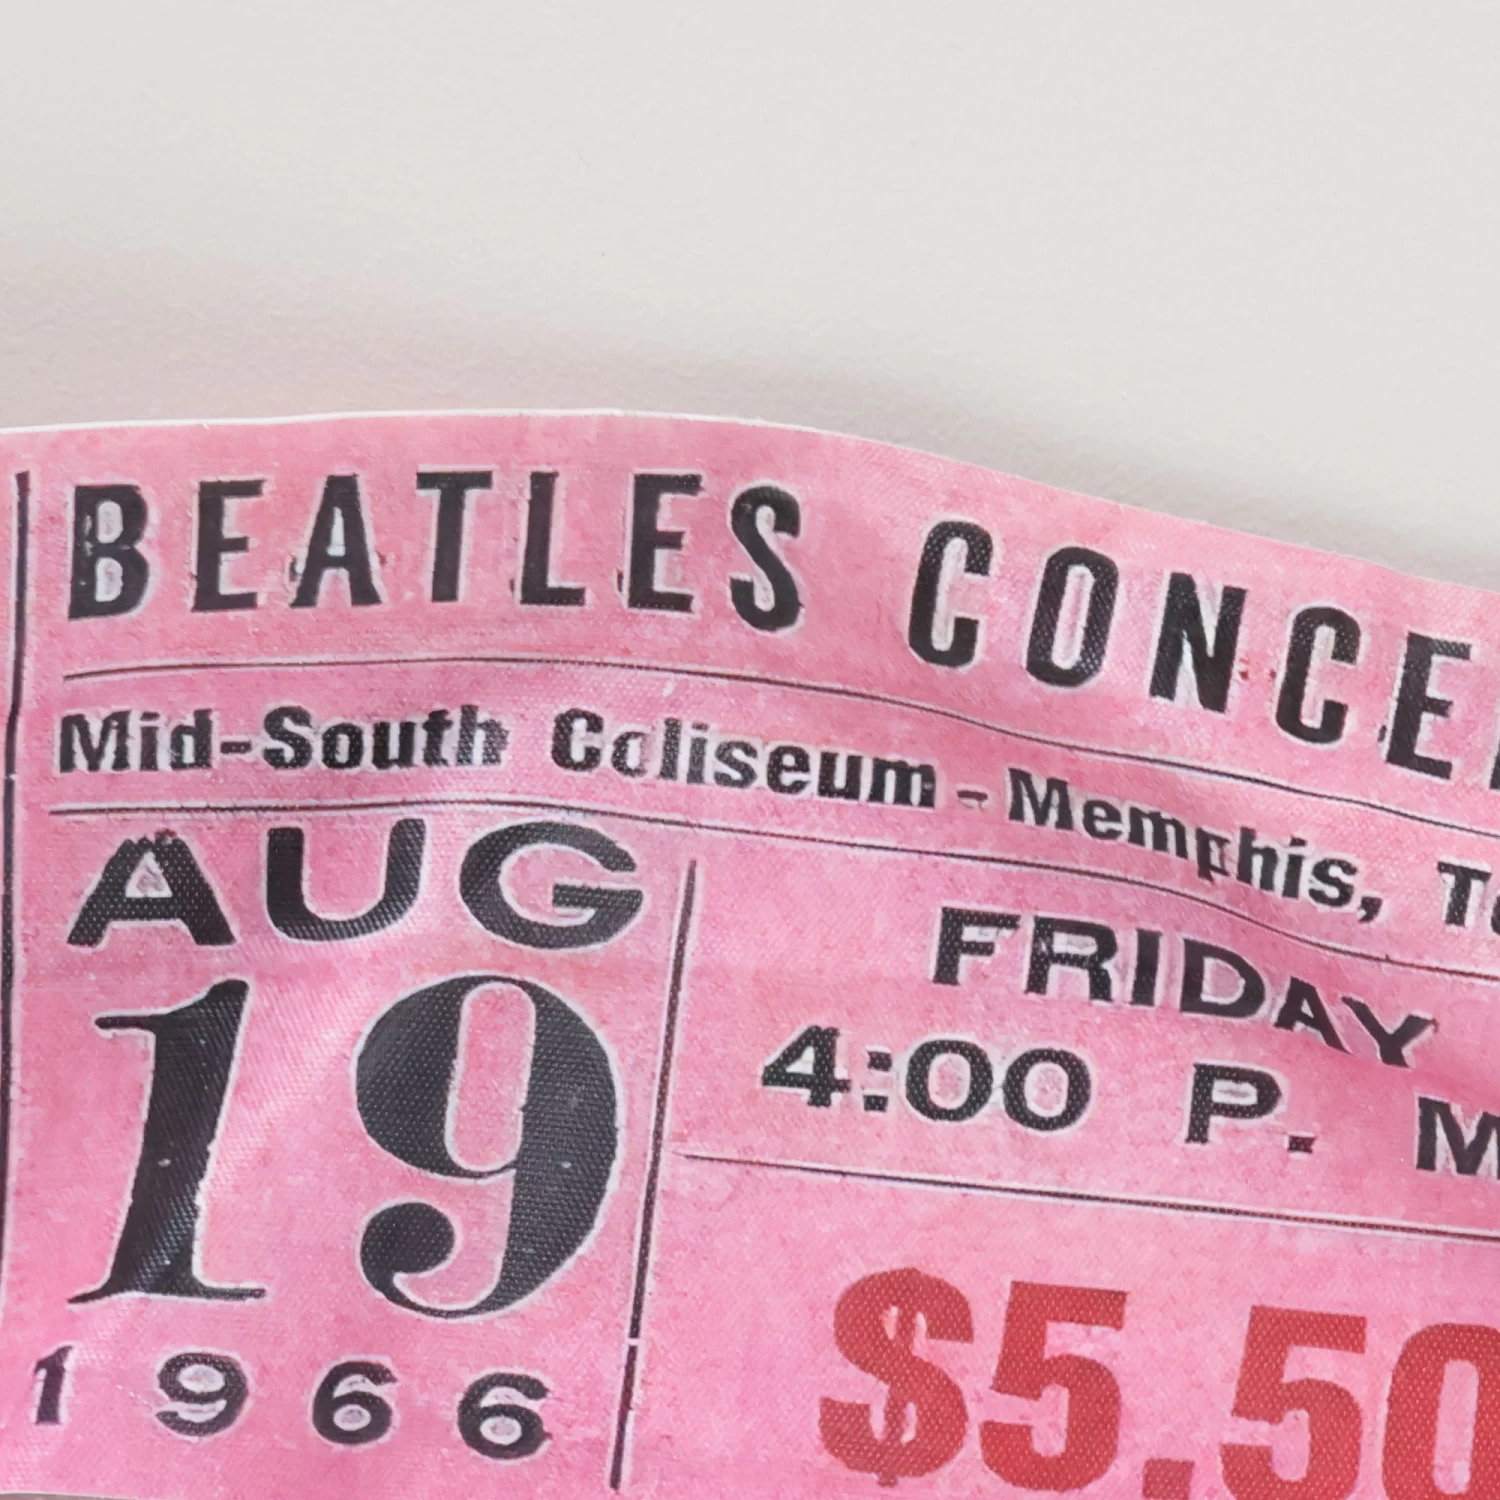 BEATLES CONCE
Mid-South Coliseum - Memphis,
AUG
19
1966
FRIDAY
4:00 P. M
$5.50